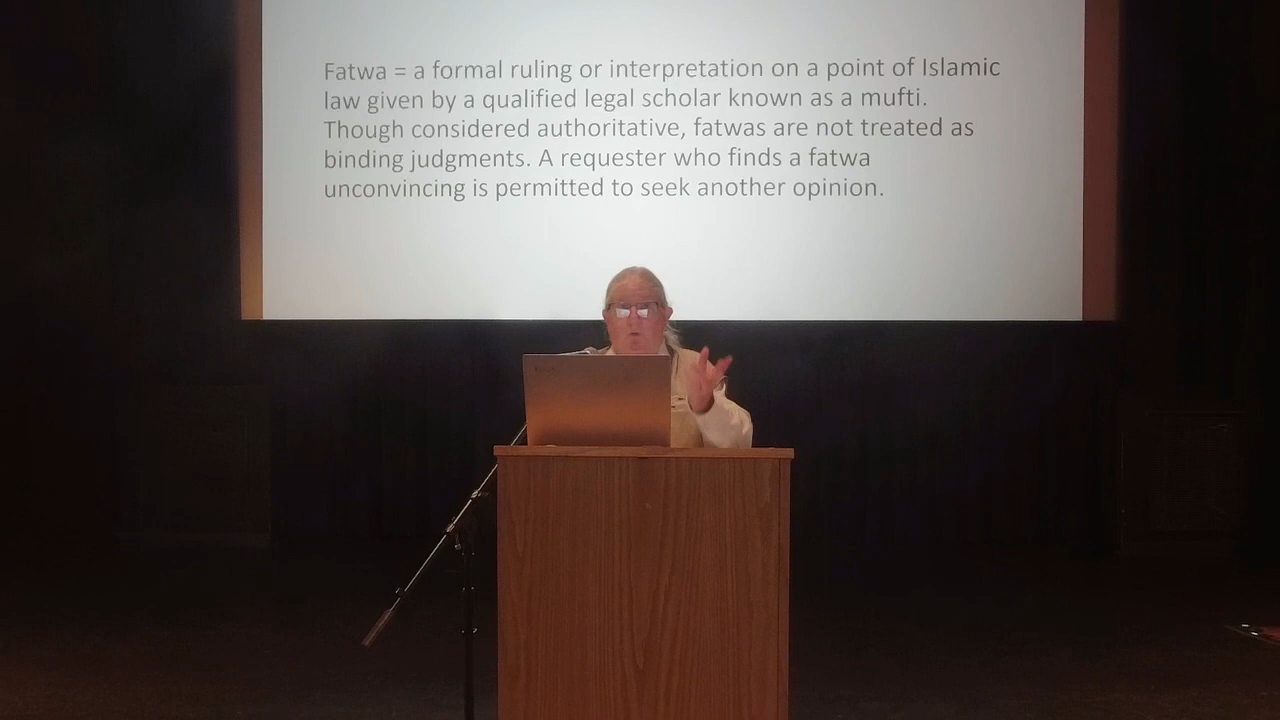 Fatwa = a formal ruling or interpretation on a point of Islamic
law given by a qualified legal scholar known as a mufti.
Though considered authoritative, fatwas are not treated as
binding judgments. A requester who finds a fatwa
unconvincing is permitted to seek another opinion.